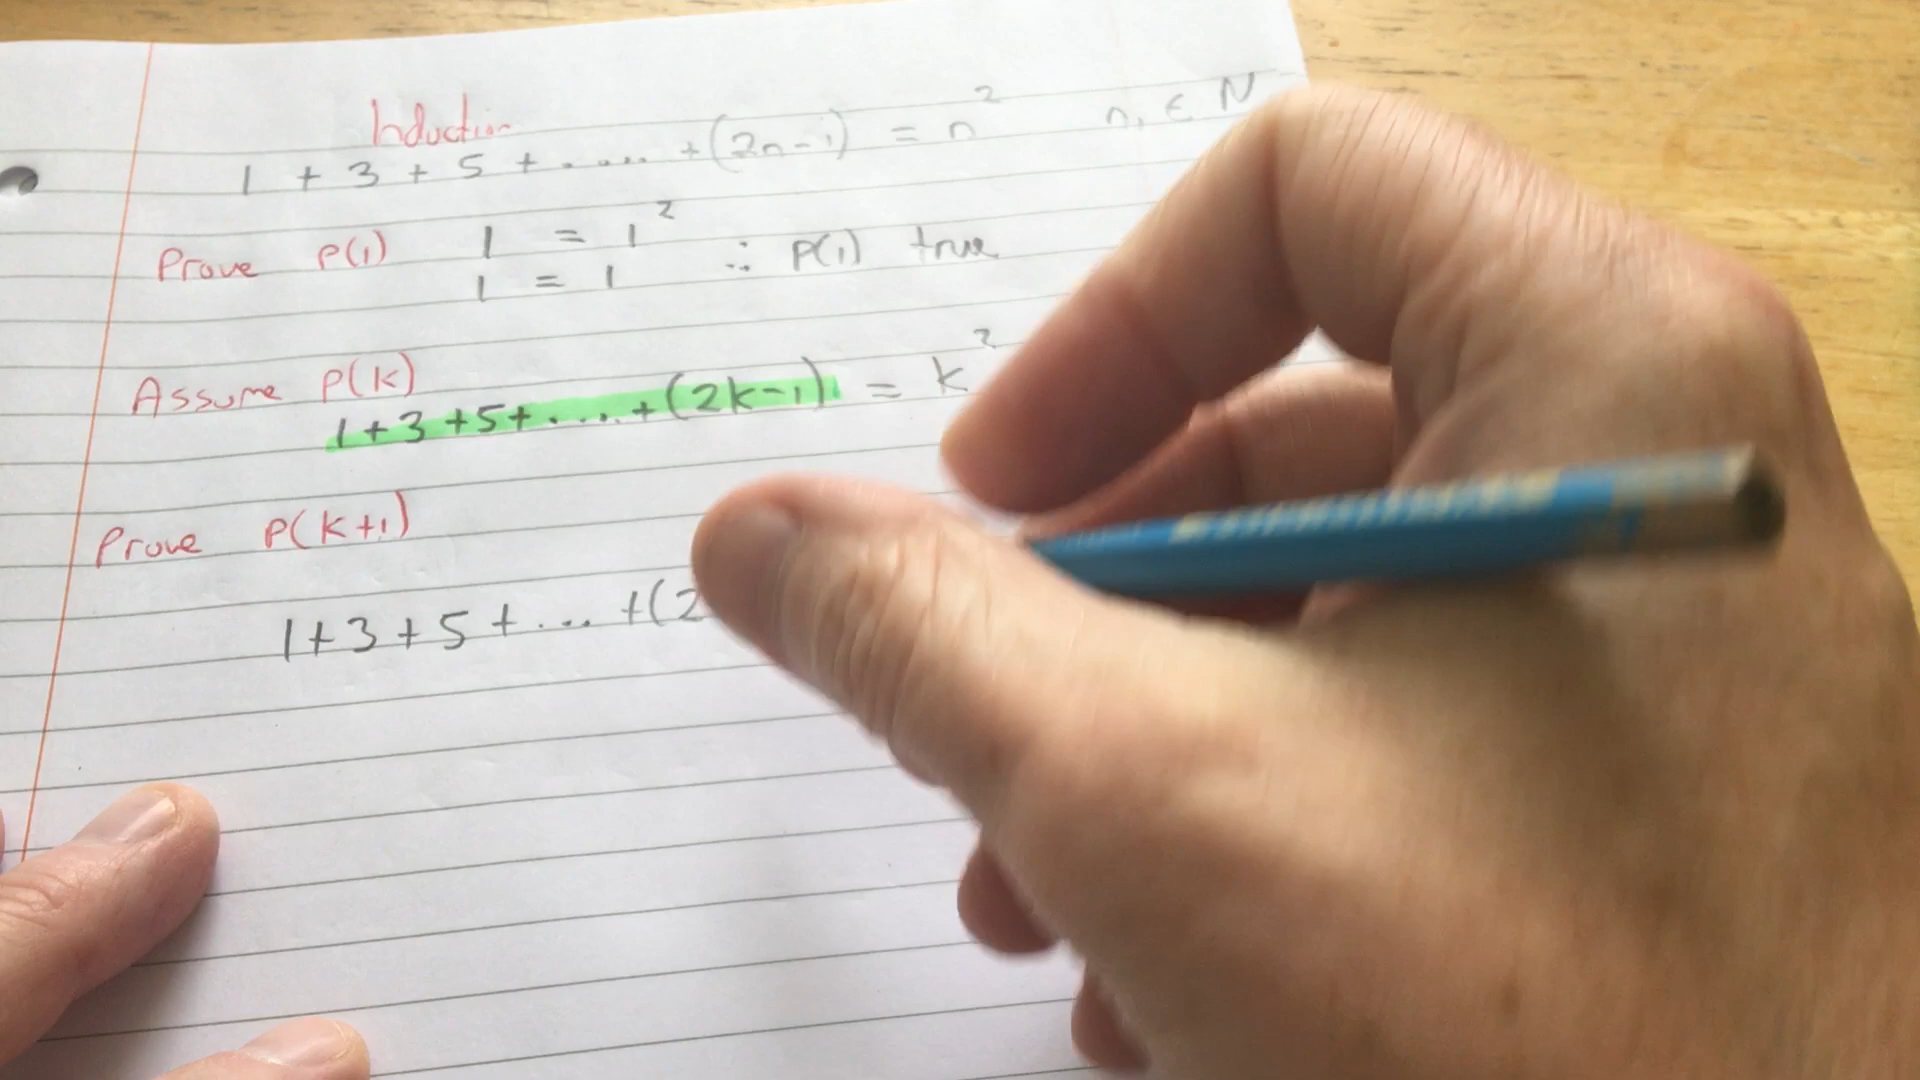 Induction
1 + 3 + 5 + ..... + (2n-1) = n² n, ∈ N
Prove P(1) 1 = 1²
1 = 1 ∴ P(1) true
Assume P(k)
1+3+5+....+(2k-1) = k²
Prove P(k+1)
1+3+5+... +(2